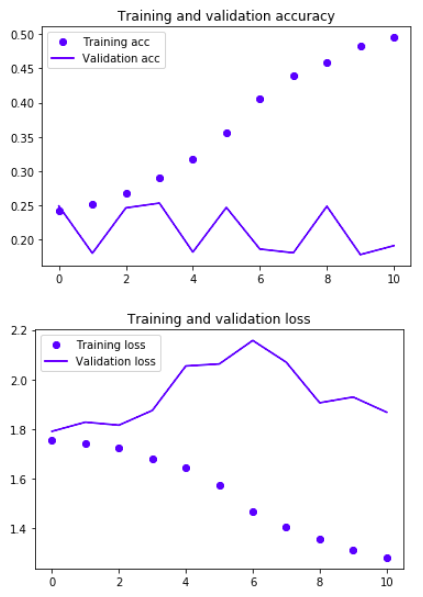 Training and validation accuracy
Training acc
Validation acc
0.50
0.45
0.40
0.35
0.30
0.25
0.20
0 2 4 6 8 10
Training and validation loss
Training loss
Validation loss
2.2
2.0
1.8
1.6
1.4
0 2 4 6 8 10